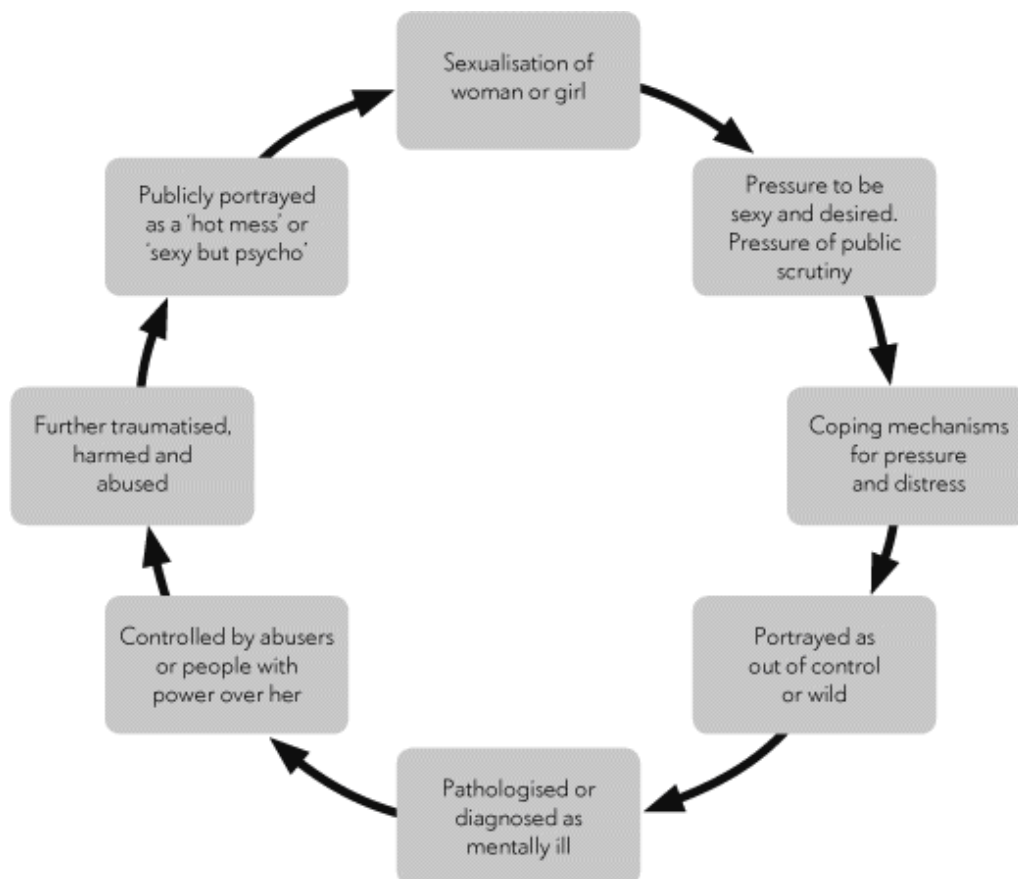 Sexualisation of
woman or girl
Pressure to be
sexy and desired.
Pressure of public
scrutiny
Coping mechanisms
for pressure
and distress
Portrayed as
out of control
or wild
Pathologised or
diagnosed as
mentally ill
Controlled by abusers
or people with
power over her
Further traumatised,
harmed and
abused
Publicly portrayed
as a ‘hot mess’ or
‘sexy but psycho’